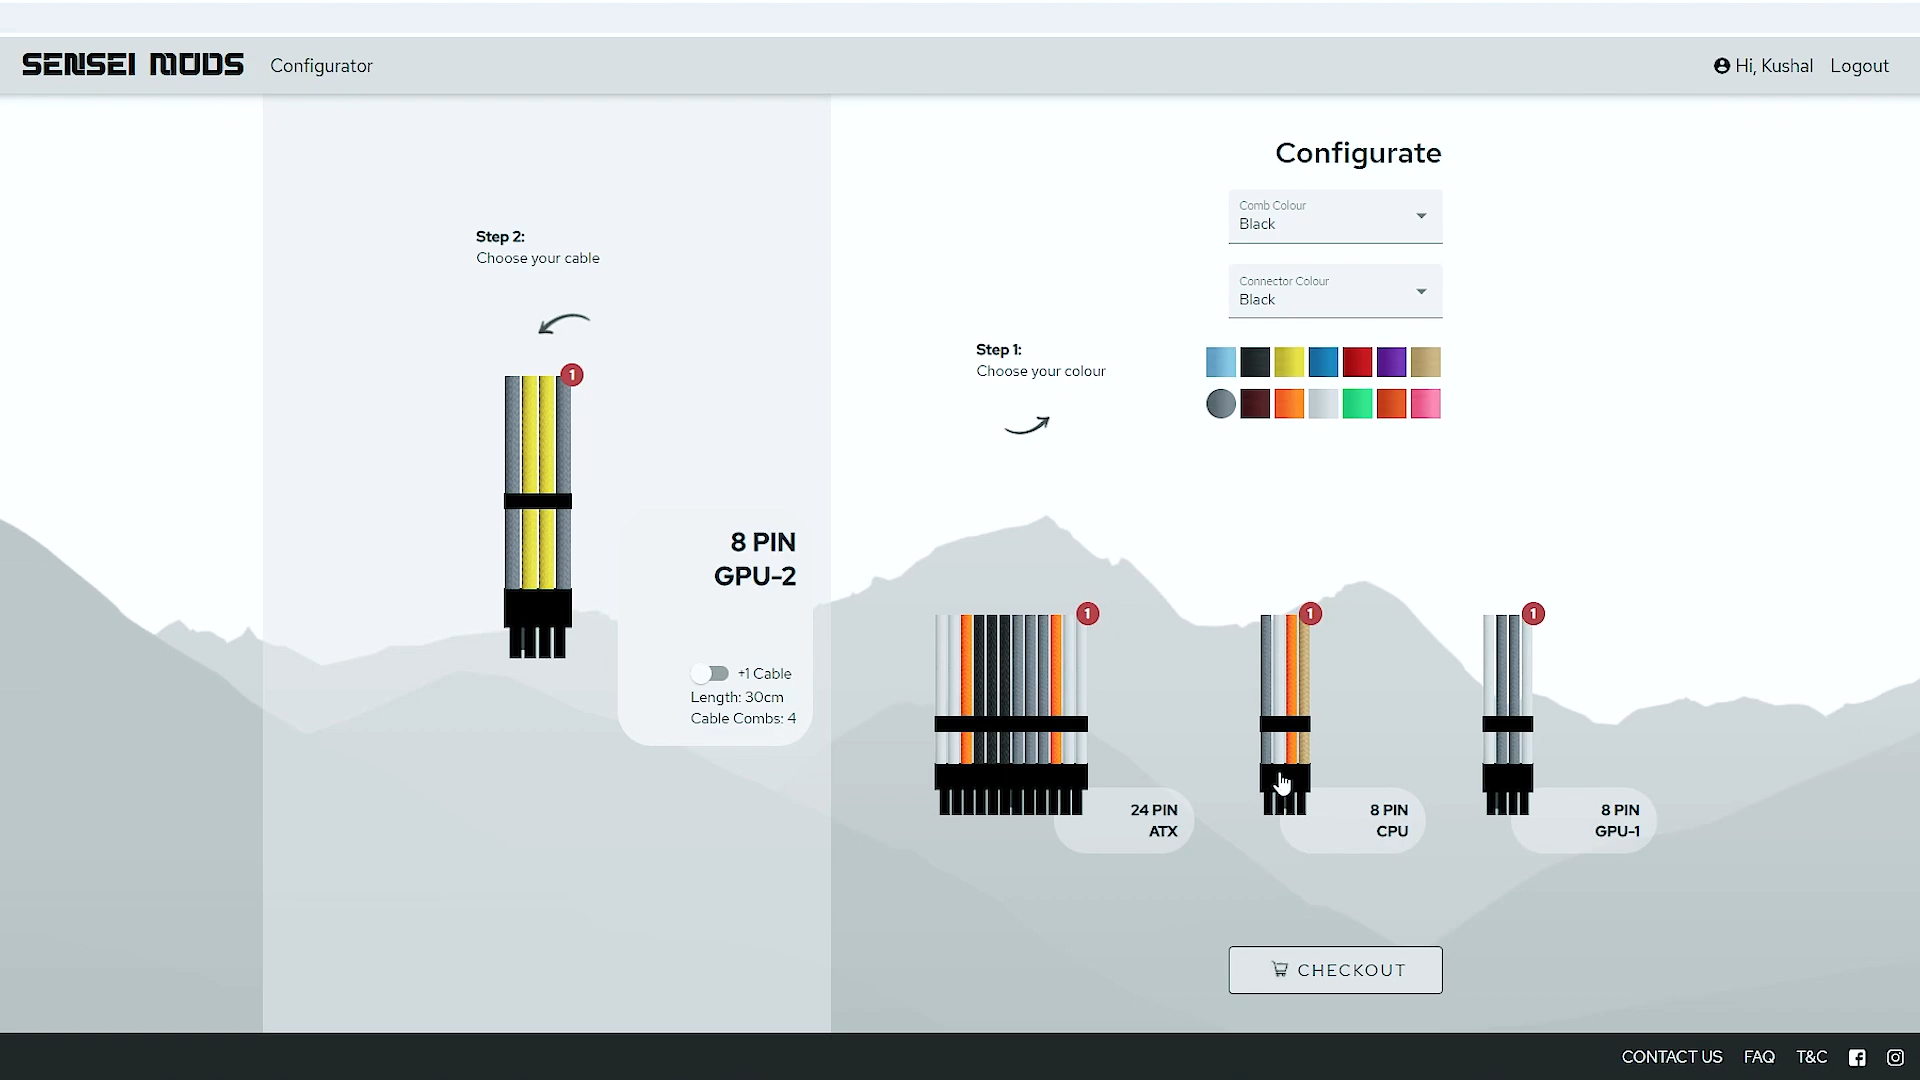 SENSEI MODS
Configurator
Hi, Kushal
Logout
Configurate
Comb Colour
Black
Connector Colour
Black
Step 2:
Choose your cable
1
Step 1:
Choose your colour
8 PIN
GPU-2
+1 Cable
Length: 30cm
Cable Combs: 4
1
24 PIN
ATX
1
8 PIN
CPU
1
8 PIN
GPU-1
CHECKOUT
CONTACT US
FAQ
T&C